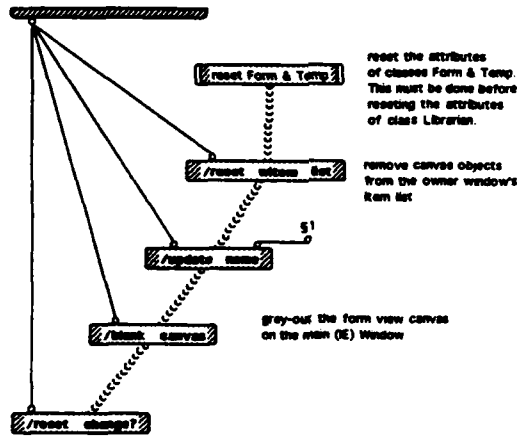 reset Form & Temp
reset the attributes
of classes Form & Temp.
This must be done before
reseting the attributes
of class Librarian.
/reset witem list
remove canvas objects
from the owner window's
item list
§1
/update name
/blank canvas
grey-out the form view canvas
on the main (IE) Window
/reset change?